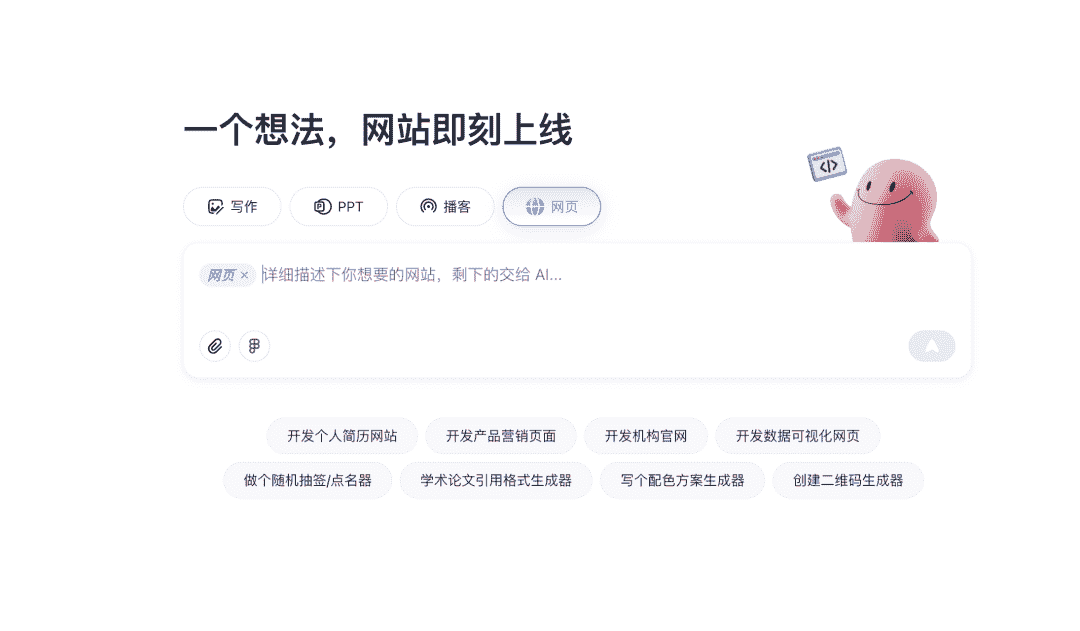 一个想法，网站即刻上线
</>
写作 PPT 播客 网页
网页 × 详细描述下你想要的网站，剩下的交给 AI...
开发个人简历网站 开发产品营销页面 开发机构官网 开发数据可视化网页
做个随机抽签/点名器 学术论文引用格式生成器 写个配色方案生成器 创建二维码生成器